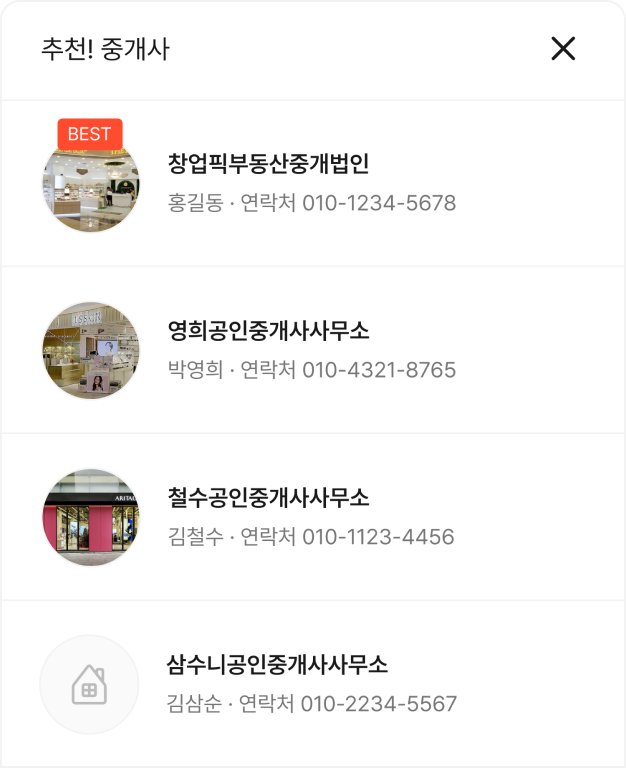 추천! 중개사
BEST
창업픽부동산중개법인
홍길동 · 연락처 010-1234-5678
영희공인중개사사무소
박영희 · 연락처 010-4321-8765
철수공인중개사사무소
김철수 · 연락처 010-1123-4456
삼수니공인중개사사무소
김삼순 · 연락처 010-2234-5567